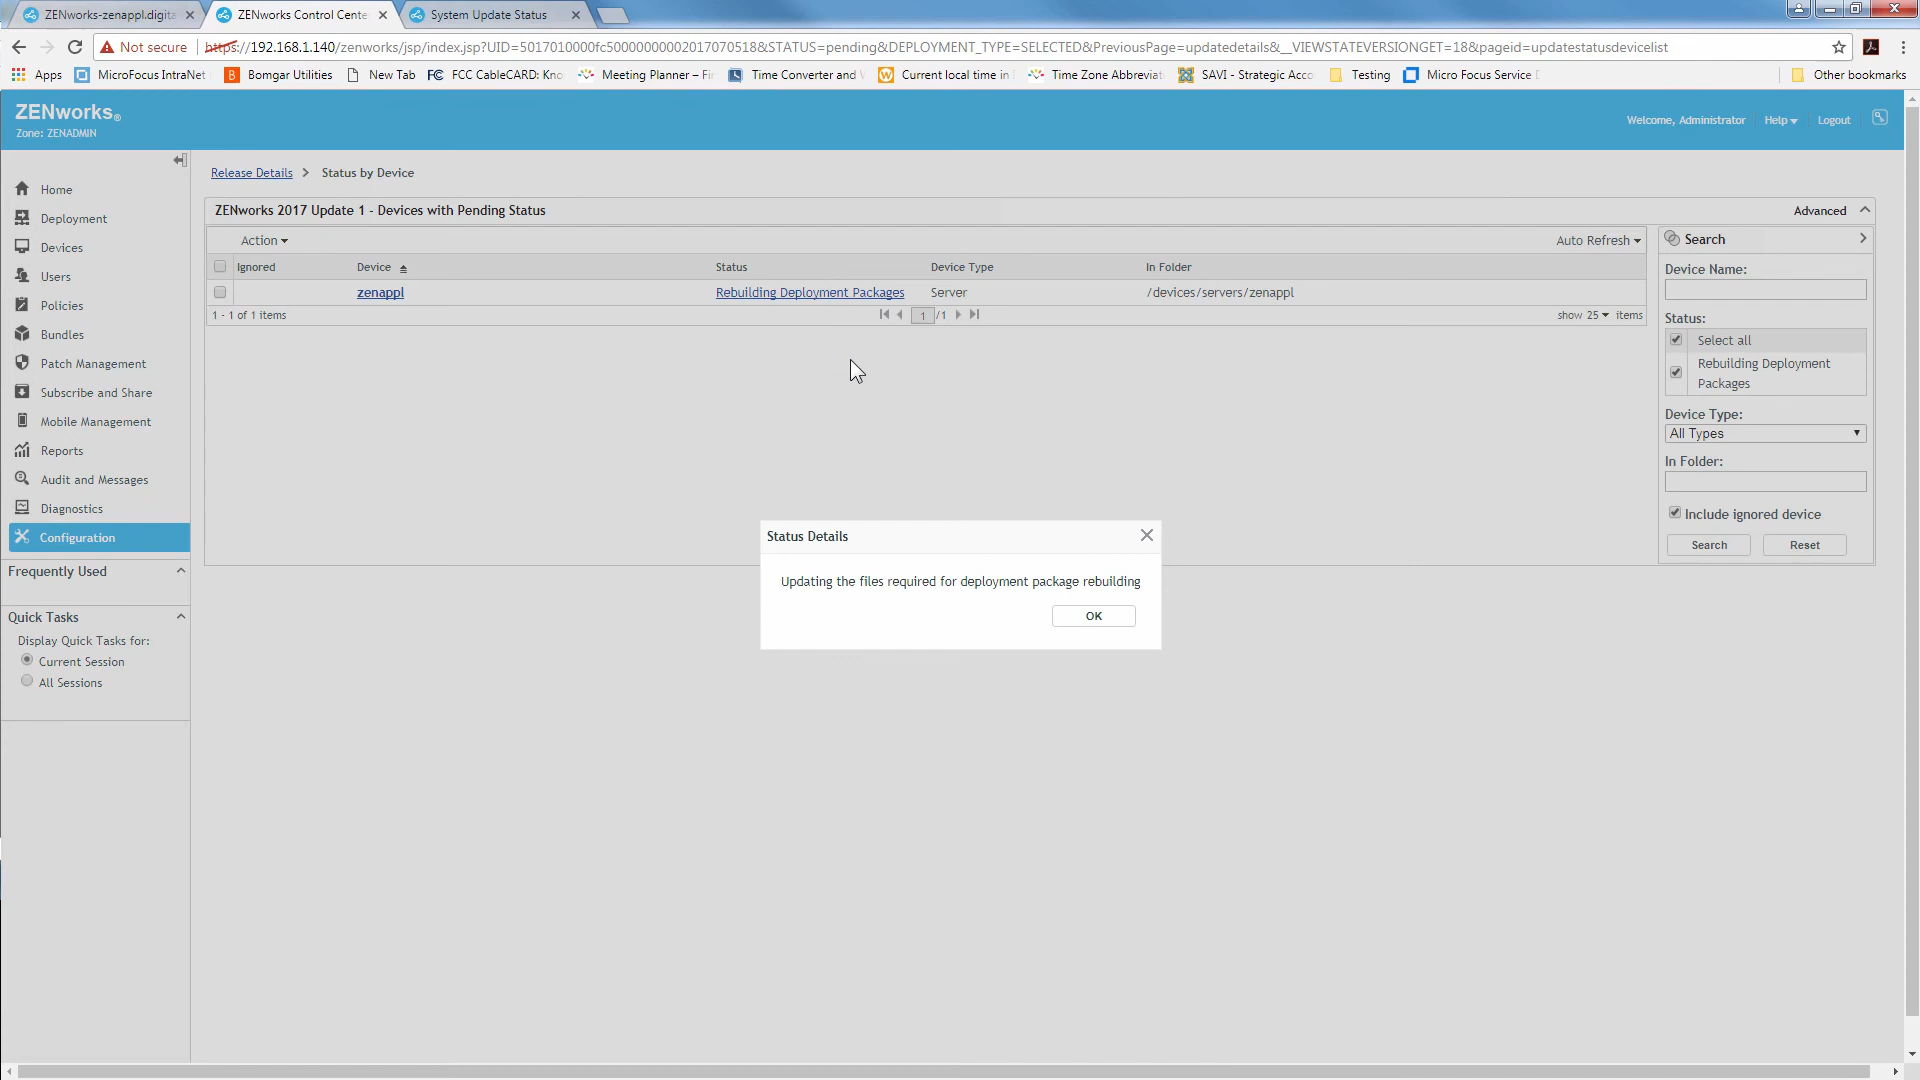 ZENworks-zenappl.digita
ZENworks Control Cente
System Update Status
Not secure
https://192.168.1.140/zenworks/jsp/index.jsp?UID=5017010000fc50000000002017070518&STATUS=pending&DEPLOYMENT_TYPE=SELECTED&PreviousPage=updatedetails&__VIEWSTATEVERSIONGET=18&pageid=updatestatusdevicelist
Apps
MicroFocus IntraNet
Bomgar Utilities
New Tab
FCC CableCARD: Kno
Meeting Planner – Fi
Time Converter and
Current local time in
Time Zone Abbreviat
SAVI - Strategic Acco
Testing
Micro Focus Service
Other bookmarks
ZENworks®
Zone: ZENADMIN
Welcome, Administrator
Help
Logout
Home
Deployment
Devices
Users
Policies
Bundles
Patch Management
Subscribe and Share
Mobile Management
Reports
Audit and Messages
Diagnostics
Configuration
Frequently Used
Quick Tasks
Display Quick Tasks for:
Current Session
All Sessions
Release Details > Status by Device
ZENworks 2017 Update 1 - Devices with Pending Status
Advanced
Action
Auto Refresh
Ignored Device Status Device Type In Folder
zenappl Rebuilding Deployment Packages Server /devices/servers/zenappl
1 - 1 of 1 items
1 /1
show 25 items
Search
Device Name:
Status:
Select all
Rebuilding Deployment
Packages
Device Type:
All Types
In Folder:
Include ignored device
Search
Reset
Status Details
Updating the files required for deployment package rebuilding
OK